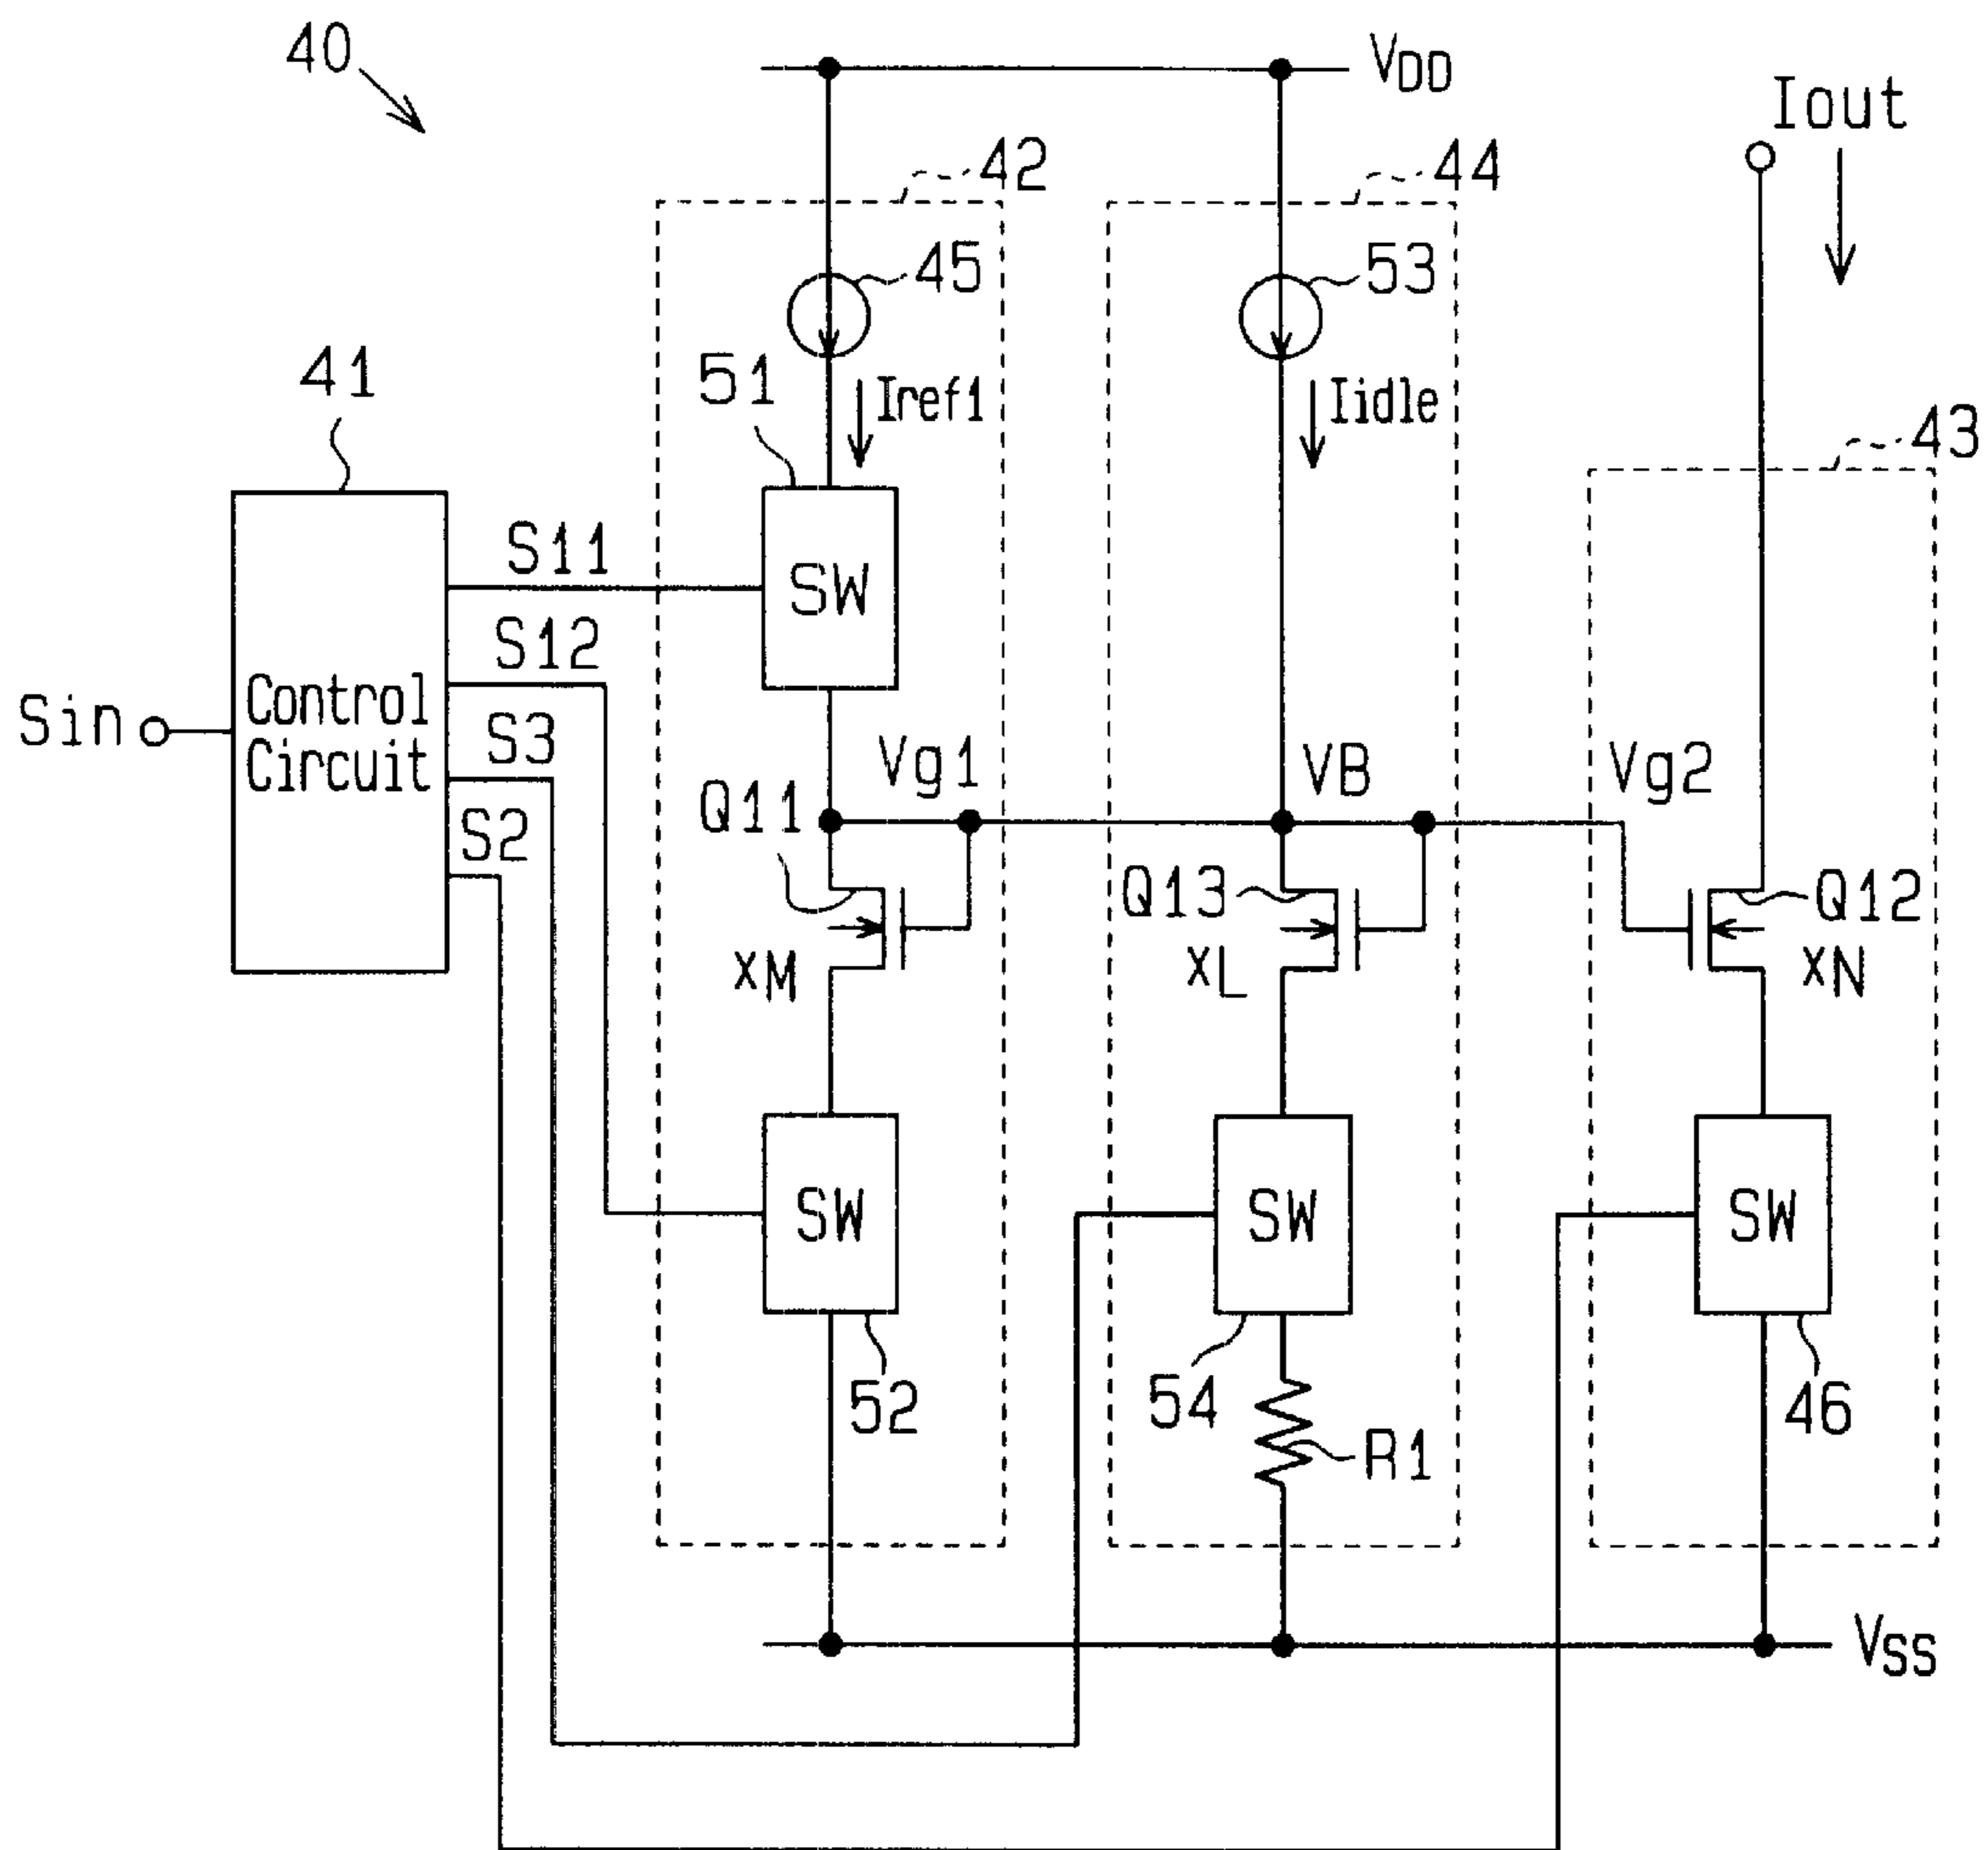 40
VDD
Iout
42
44
45
53
41
51
Iref1
Iidle
43
S11
SW
S12
Sin
Control
Circuit
S3
Vg1
VB
Vg2
Q11
S2
Q13
Q12
XM
XL
XN
SW
SW
SW
52
54
46
R1
VSS